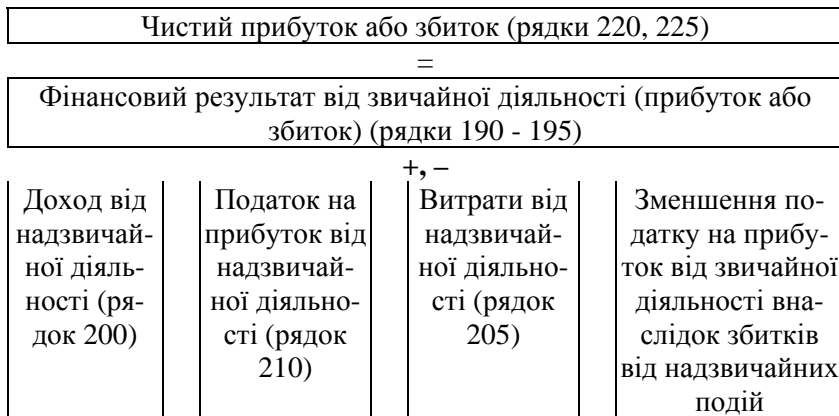 Чистий прибуток або збиток (рядки 220, 225)
=
Фінансовий результат від звичайної діяльності (прибуток або
збиток) (рядки 190 - 195)
+, –
Доход від
надзвичай-
ної діяль-
ності (ря-
док 200)
Податок на
прибуток від
надзвичай-
ної діяльно-
сті (рядок
210)
Витрати від
надзвичай-
ної діяльно-
сті (рядок
205)
Зменшення по-
датку на прибу-
ток від звичайної
діяльності вна-
слідок збитків
від надзвичайних
подій